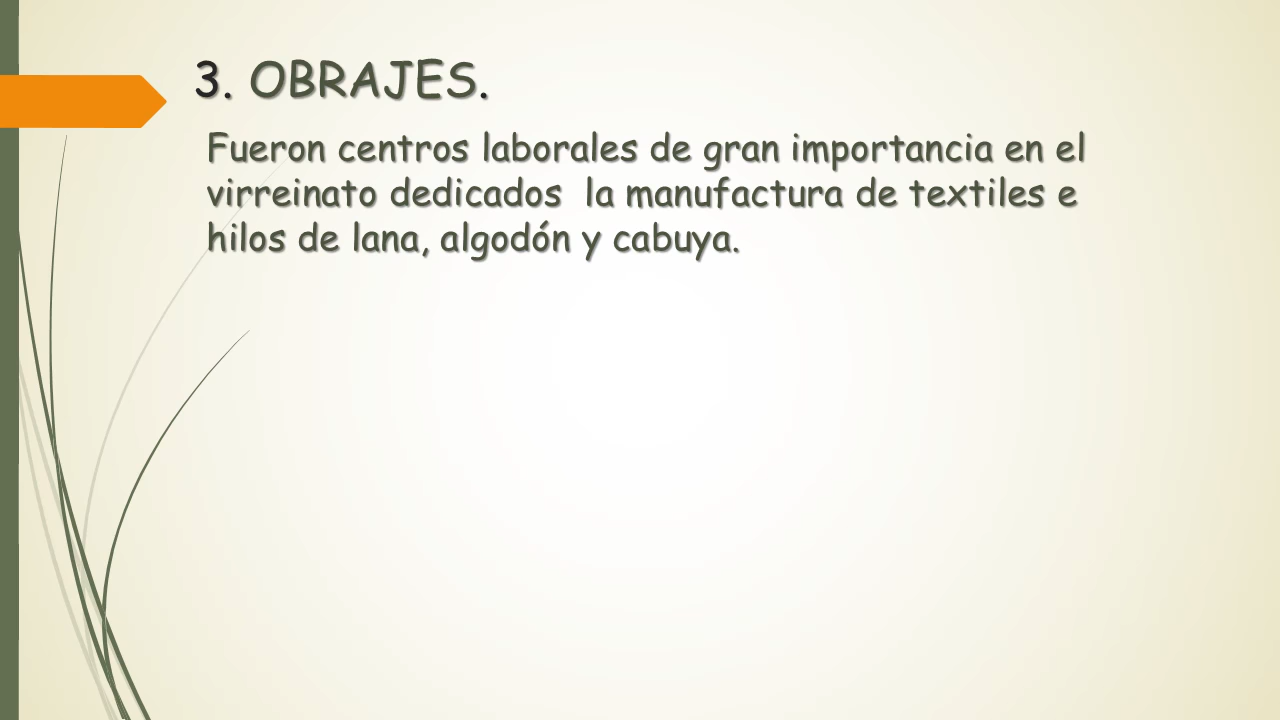 3. OBRAJES.
Fueron centros laborales de gran importancia en el
virreinato dedicados  la manufactura de textiles e
hilos de lana, algodón y cabuya.